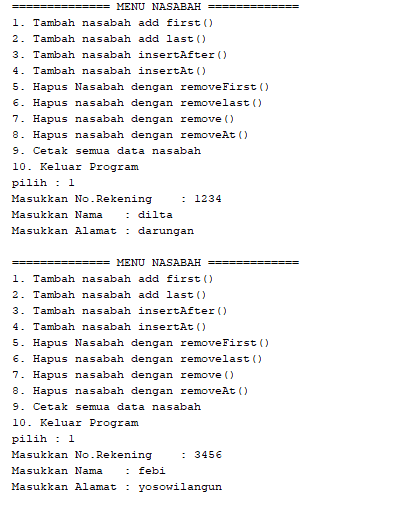 ============== MENU NASABAH =============
1. Tambah nasabah add first()
2. Tambah nasabah add last()
3. Tambah nasabah insertAfter()
4. Tambah nasabah insertAt()
5. Hapus Nasabah dengan removeFirst()
6. Hapus nasabah dengan removelast()
7. Hapus nasabah dengan remove()
8. Hapus nasabah dengan removeAt()
9. Cetak semua data nasabah
10. Keluar Program
pilih : 1
Masukkan No.Rekening    : 1234
Masukkan Nama   : dilta
Masukkan Alamat : darungan

============== MENU NASABAH =============
1. Tambah nasabah add first()
2. Tambah nasabah add last()
3. Tambah nasabah insertAfter()
4. Tambah nasabah insertAt()
5. Hapus Nasabah dengan removeFirst()
6. Hapus nasabah dengan removelast()
7. Hapus nasabah dengan remove()
8. Hapus nasabah dengan removeAt()
9. Cetak semua data nasabah
10. Keluar Program
pilih : 1
Masukkan No.Rekening    : 3456
Masukkan Nama   : febi
Masukkan Alamat : yosowilangun